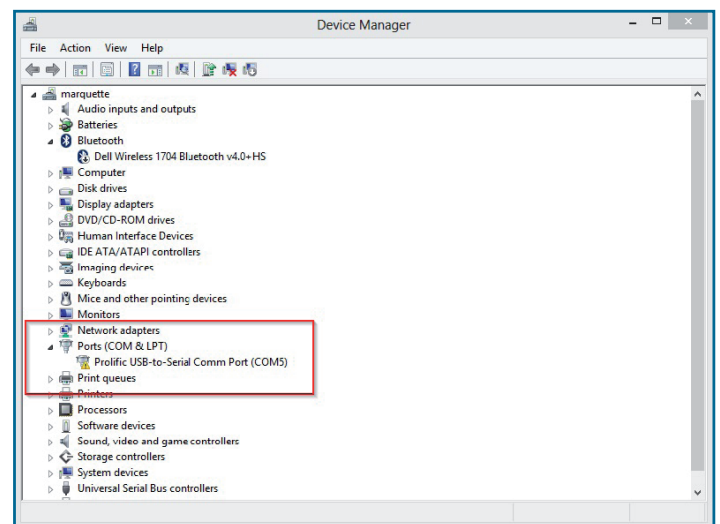 Device Manager
File Action View Help
marquette
Audio inputs and outputs
Batteries
Bluetooth
Dell Wireless 1704 Bluetooth v4.0+HS
Computer
Disk drives
Display adapters
DVD/CD-ROM drives
Human Interface Devices
IDE ATA/ATAPI controllers
Imaging devices
Keyboards
Mice and other pointing devices
Monitors
Network adapters
Ports (COM & LPT)
Prolific USB-to-Serial Comm Port (COM5)
Print queues
Printers
Processors
Software devices
Sound, video and game controllers
Storage controllers
System devices
Universal Serial Bus controllers